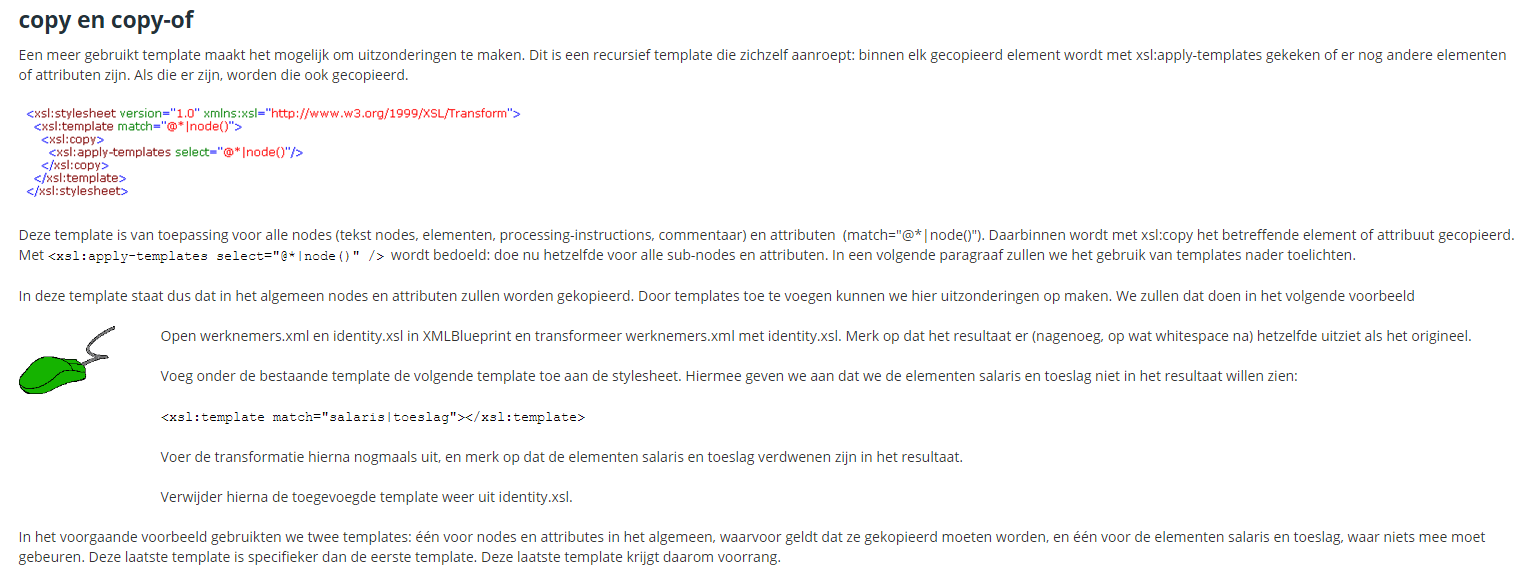 copy en copy-of
Een meer gebruikt template maakt het mogelijk om uitzonderingen te maken. Dit is een recursief template die zichzelf aanroept: binnen elk gecopieerd element wordt met xsl:apply-templates gekeken of er nog andere elementen
of attributen zijn. Als die er zijn, worden die ook gecopieerd.
<xsl:stylesheet version="1.0" xmlns:xsl="http://www.w3.org/1999/XSL/Transform">
<xsl:template match="@*|node()">
<xsl:copy>
<xsl:apply-templates select="@*|node()"/>
</xsl:copy>
</xsl:template>
</xsl:stylesheet>
Deze template is van toepassing voor alle nodes (tekst nodes, elementen, processing-instructions, commentaar) en attributen (match="@*|node()"). Daarbinnen wordt met xsl:copy het betreffende element of attribuut gecopieerd.
Met <xsl:apply-templates select="@*|node()" /> wordt bedoeld: doe nu hetzelfde voor alle sub-nodes en attributen. In een volgende paragraaf zullen we het gebruik van templates nader toelichten.
In deze template staat dus dat in het algemeen nodes en attributen zullen worden gekopieerd. Door templates toe te voegen kunnen we hier uitzonderingen op maken. We zullen dat doen in het volgende voorbeeld
Open werknemers.xml en identity.xsl in XMLBlueprint en transformeer werknemers.xml met identity.xsl. Merk op dat het resultaat er (nagenoeg, op wat whitespace na) hetzelfde uitziet als het origineel.
Voeg onder de bestaande template de volgende template toe aan de stylesheet. Hiermee geven we aan dat we de elementen salaris en toeslag niet in het resultaat willen zien:
<xsl:template match="salaris|toeslag"></xsl:template>
Voer de transformatie hierna nogmaals uit, en merk op dat de elementen salaris en toeslag verdwenen zijn in het resultaat.
Verwijder hierna de toegevoegde template weer uit identity.xsl.
In het voorgaande voorbeeld gebruikten we twee templates: één voor nodes en attributes in het algemeen, waarvoor geldt dat ze gekopieerd moeten worden, en één voor de elementen salaris en toeslag, waar niets mee moet
gebeuren. Deze laatste template is specifieker dan de eerste template. Deze laatste template krijgt daarom voorrang.